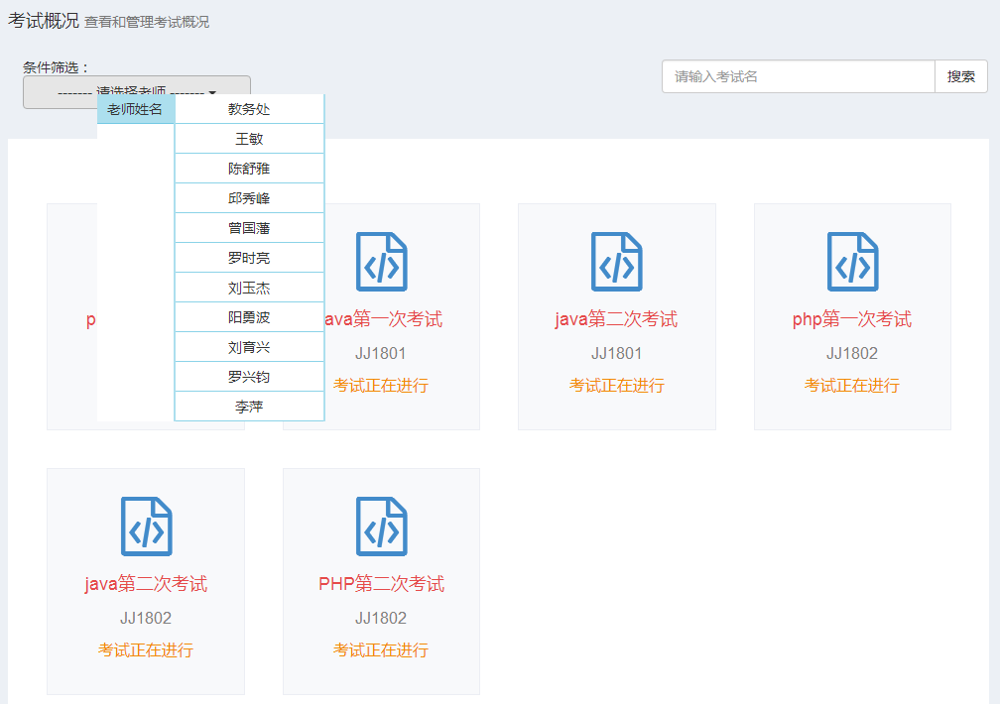 考试概况 查看和管理考试概况
条件筛选：
------- 请选择老师 -------
请输入考试名 搜索
老师姓名 教务处
王敏
陈舒雅
邱秀峰
曾国藩
罗时亮
刘玉杰
阳勇波
刘育兴
罗兴钧
李萍
p
ava第一次考试
考试正在进行
java第二次考试
JJ1801
考试正在进行
php第一次考试
JJ1802
考试正在进行
JJ1801
java第二次考试
JJ1802
考试正在进行
PHP第二次考试
JJ1802
考试正在进行